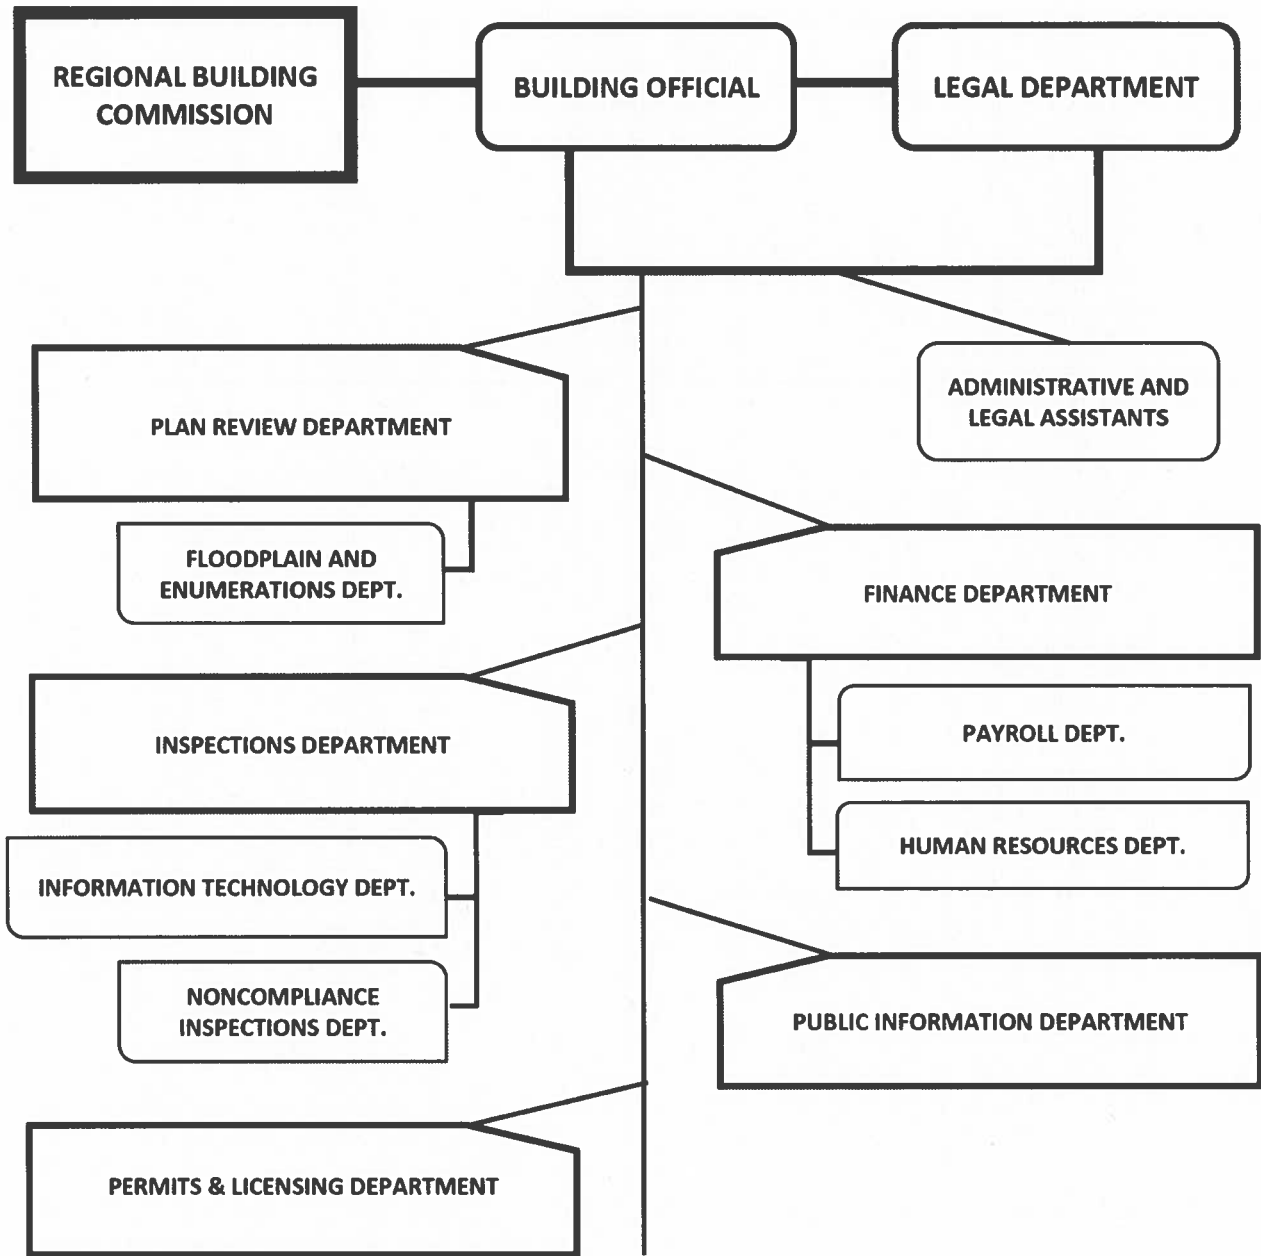 REGIONAL BUILDING
COMMISSION
BUILDING OFFICIAL
LEGAL DEPARTMENT
ADMINISTRATIVE AND
LEGAL ASSISTANTS
PLAN REVIEW DEPARTMENT
FLOODPLAIN AND
ENUMERATIONS DEPT.
FINANCE DEPARTMENT
INSPECTIONS DEPARTMENT
PAYROLL DEPT.
HUMAN RESOURCES DEPT.
INFORMATION TECHNOLOGY DEPT.
NONCOMPLIANCE
INSPECTIONS DEPT.
PUBLIC INFORMATION DEPARTMENT
PERMITS & LICENSING DEPARTMENT